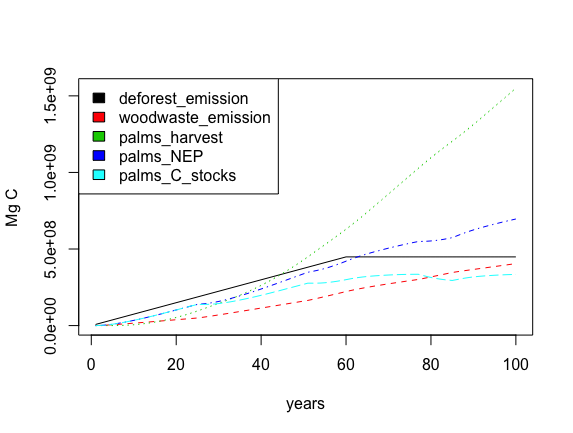 deforest_emission
woodwaste_emission
palms_harvest
palms_NEP
palms_C_stocks
Mg C
0.0e+00
5.0e+08
1.0e+09
1.5e+09
0 20 40 60 80 100
years